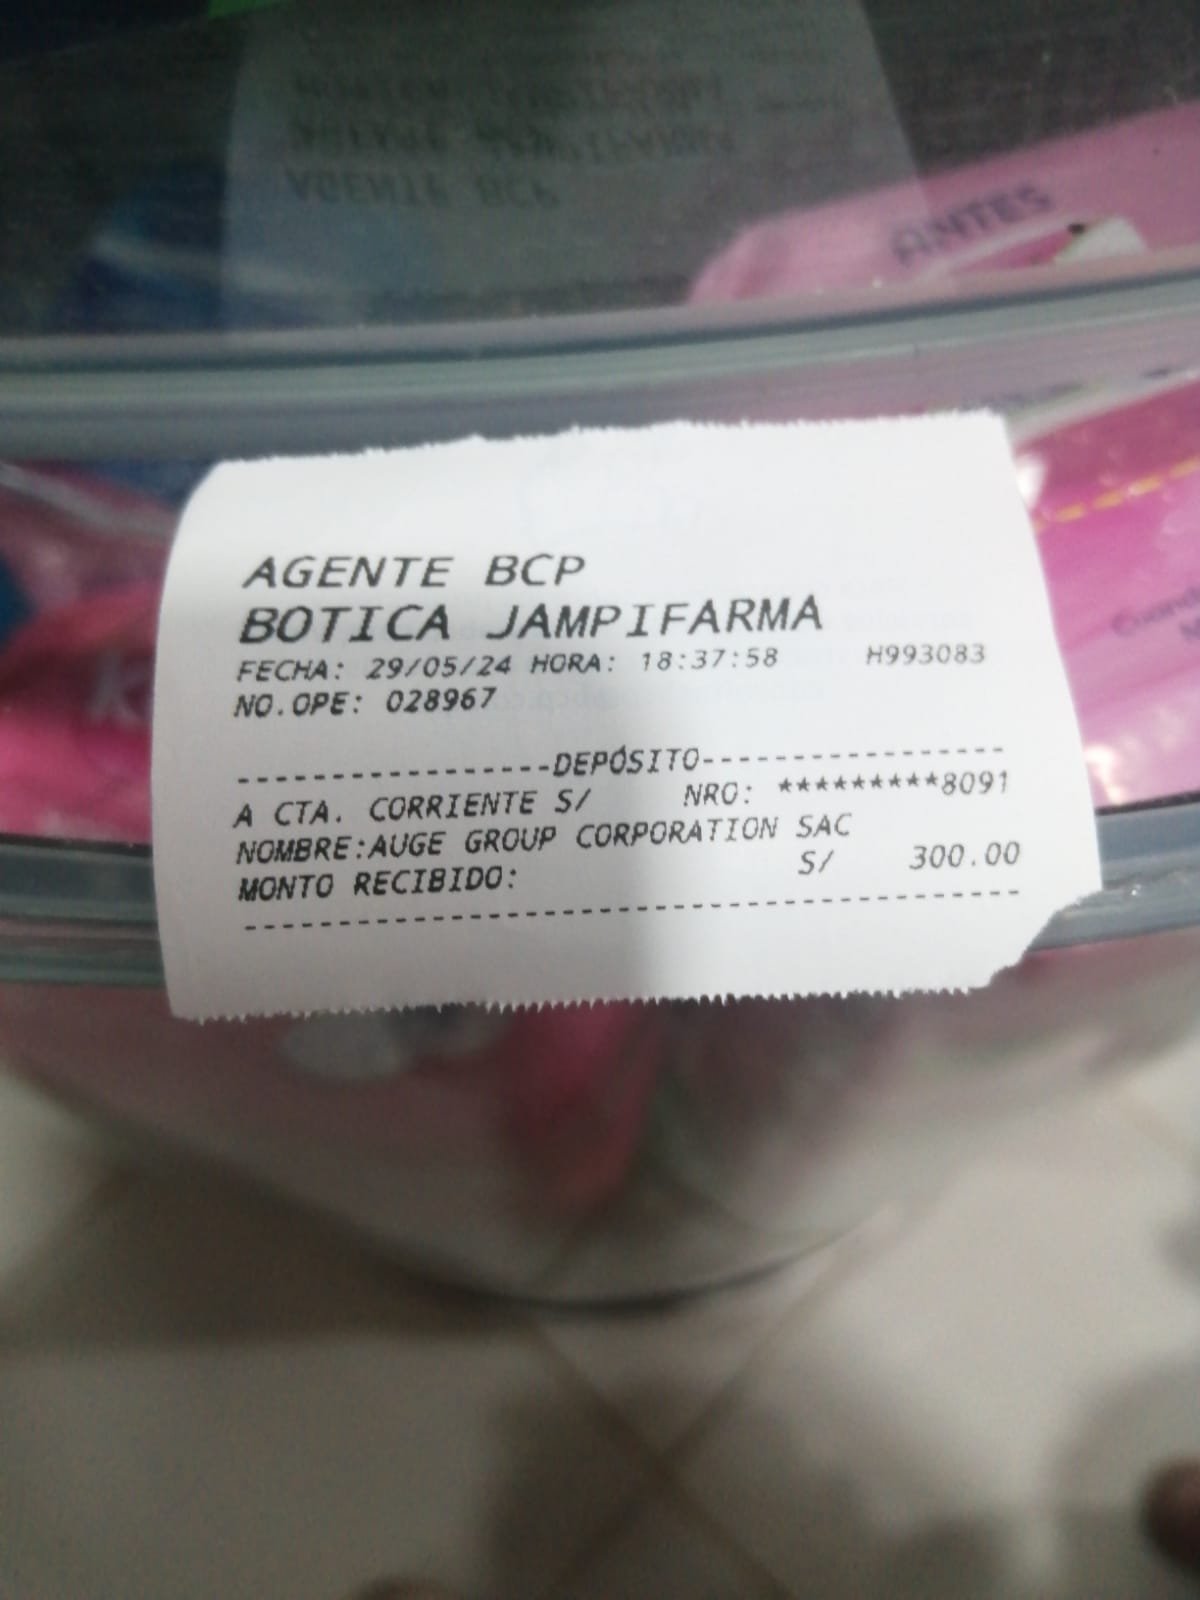 ANTES
AGENTE BCP
BOTICA JAMPIFARMA
FECHA: 29/05/24 HORA: 18:37:58 H993083
NO.OPE: 028967
-----------------DEPÓSITO----------------
A CTA. CORRIENTE S/ NRO: *********8091
NOMBRE:AUGE GROUP CORPORATION SAC
MONTO RECIBIDO: S/ 300.00
-----------------------------------------